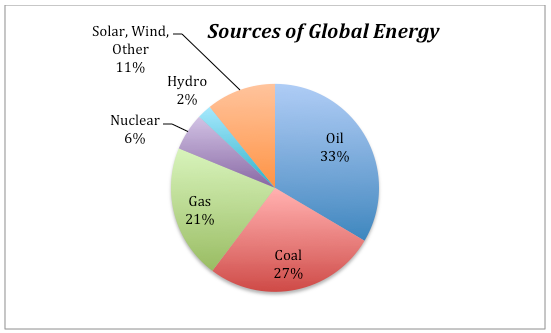 Sources of Global Energy
Solar, Wind,
Other
11%
Hydro
2%
Nuclear
6%
Oil
33%
Gas
21%
Coal
27%